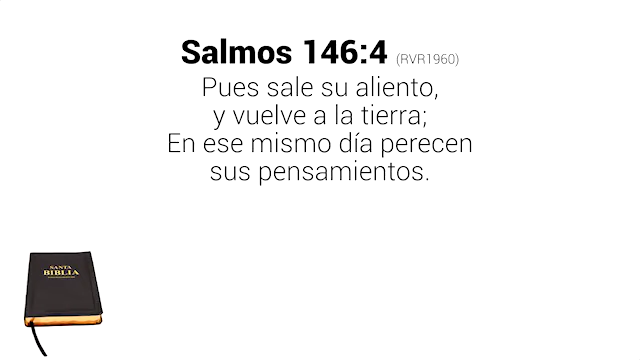 Salmos 146:4 (RVR1960)
Pues sale su aliento,
y vuelve a la tierra;
En ese mismo día perecen
sus pensamientos.
SANTA
BIBLIA